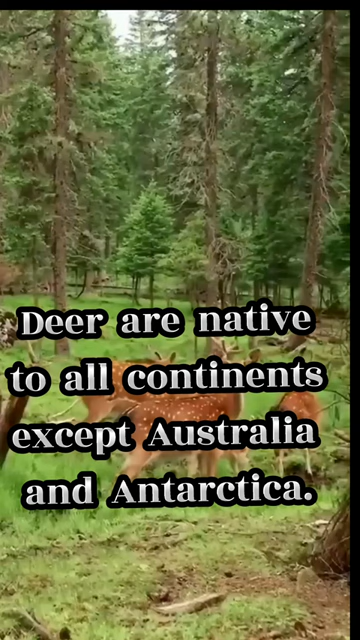 Deer are native
to all continents
except Australia
and Antarctica.